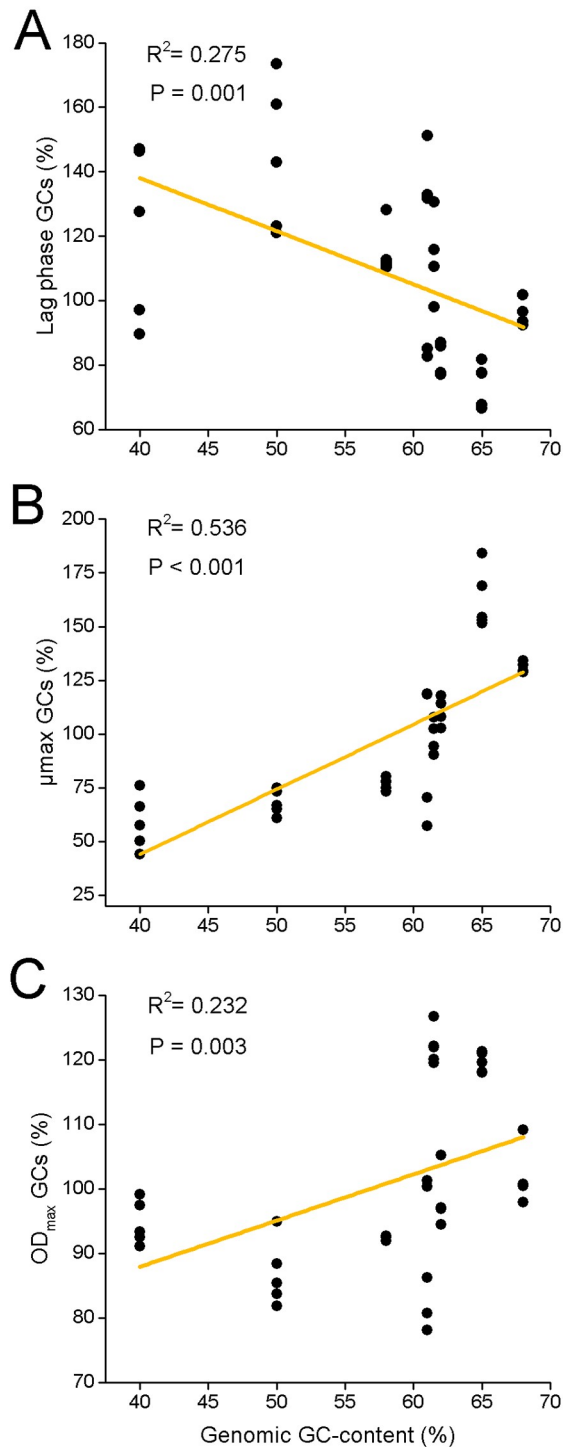 A
R²= 0.275
P = 0.001
Lag phase GCs (%)
180
160
140
120
100
80
60
40 45 50 55 60 65 70
B
R²= 0.536
P < 0.001
µmax GCs (%)
200
175
150
125
100
75
50
25
40 45 50 55 60 65 70
C
R²= 0.232
P = 0.003
ODmax GCs (%)
130
120
110
100
90
80
70
40 45 50 55 60 65 70
Genomic GC-content (%)